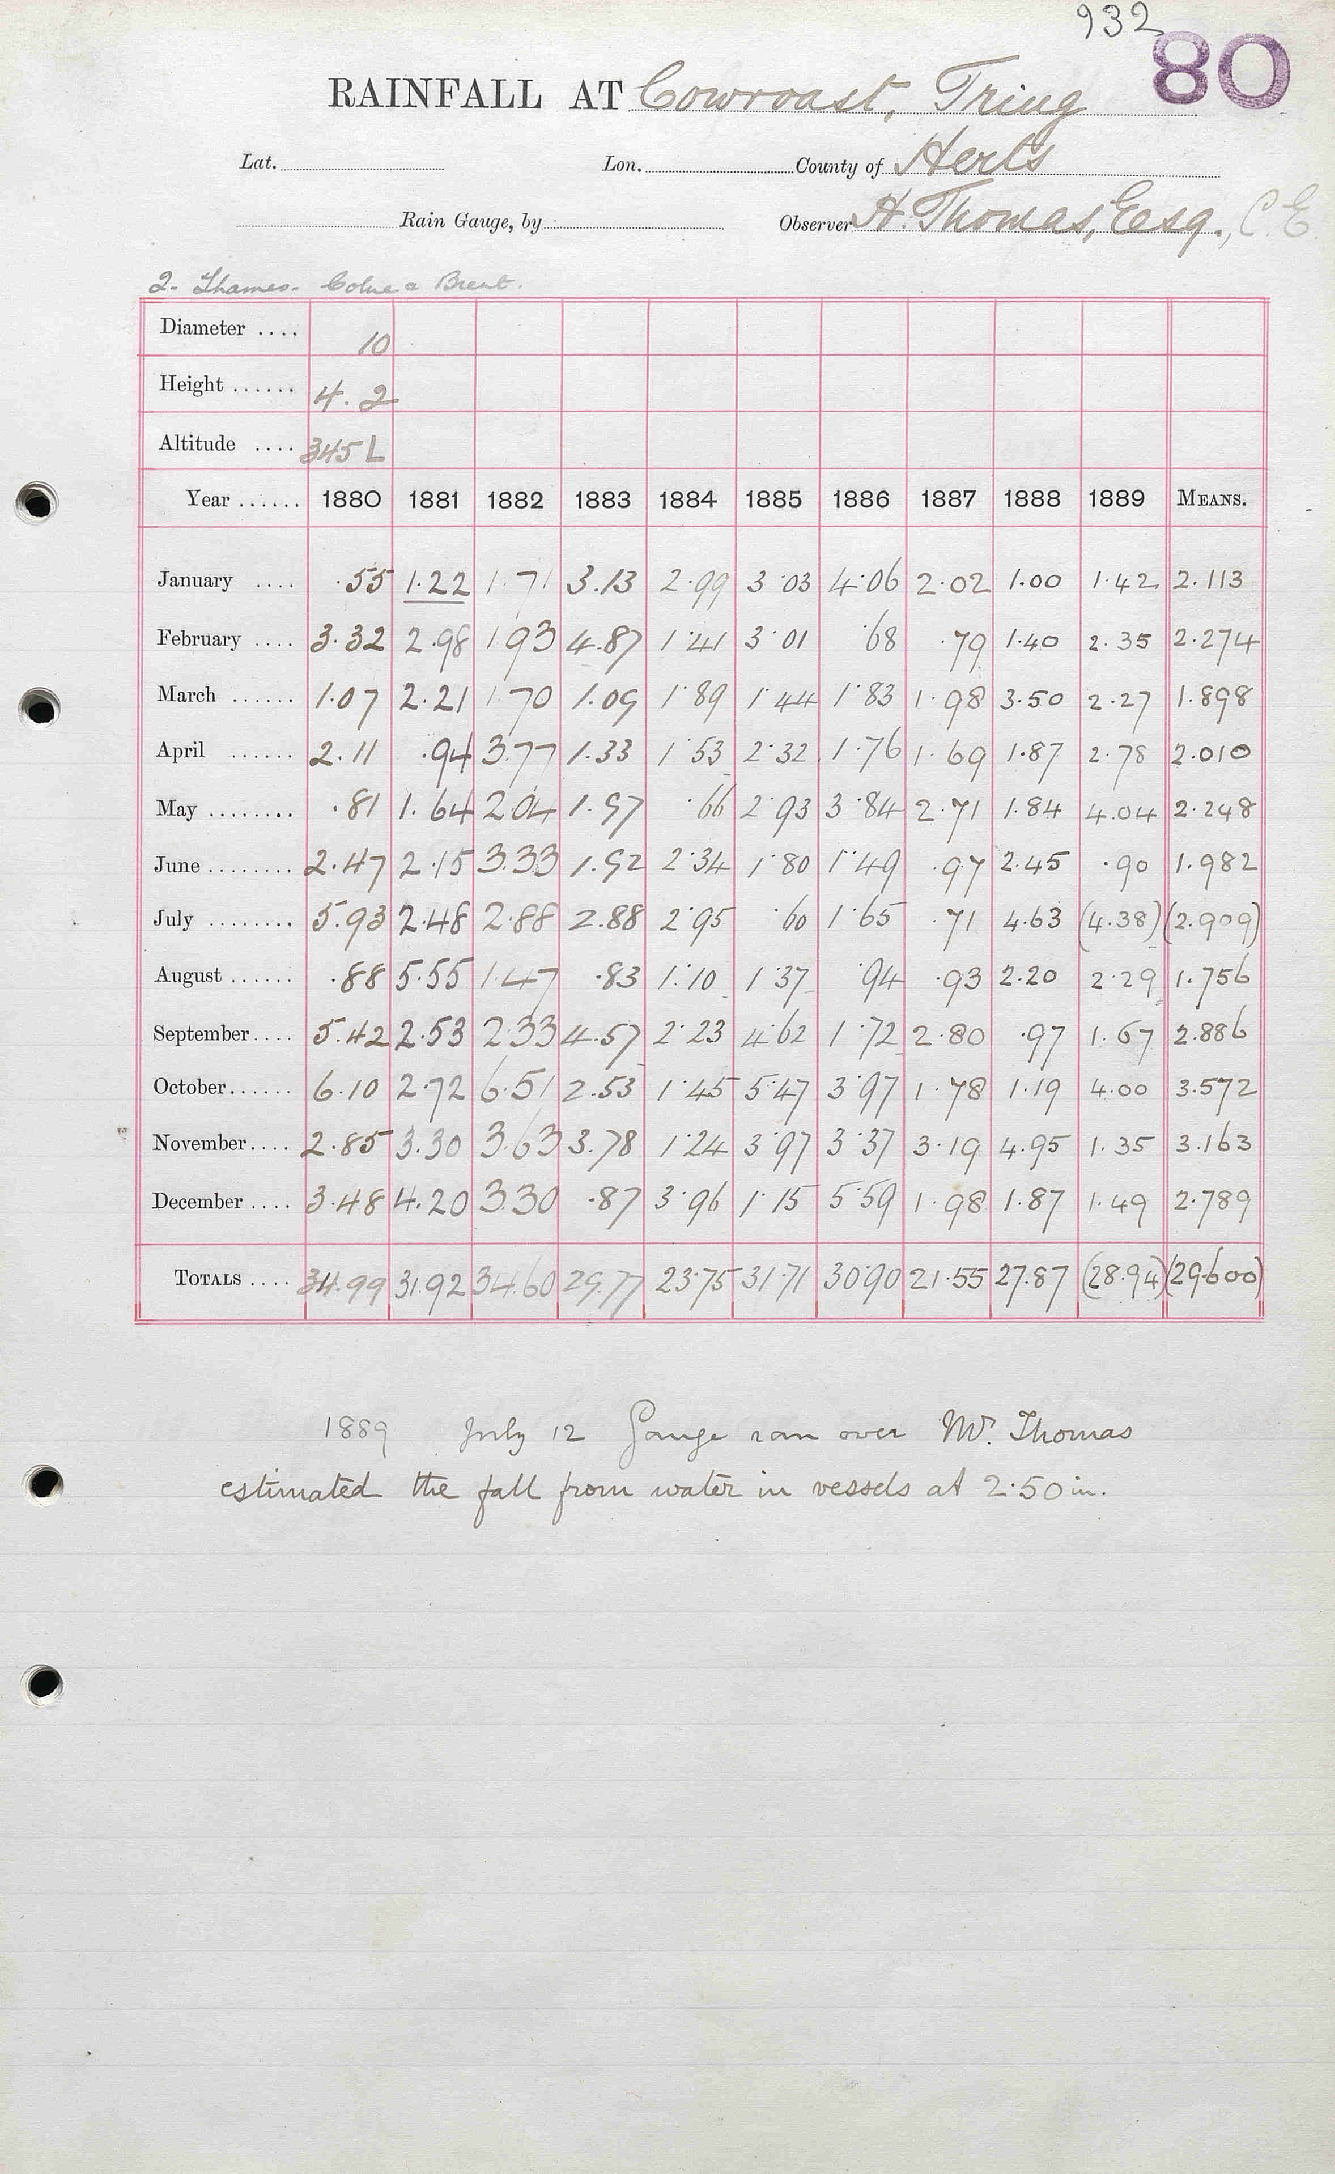 932
80
RAINFALL AT Cowroast, Tring
Lat. Lon. County of Herts
Rain Gauge, by Observer H. Thomas, Esq., C.E.
2. Thames. Colne & Brent.
Diameter .... 10
Height ...... 4.2
Altitude .... 345 L
Year ...... 1880 1881 1882 1883 1884 1885 1886 1887 1888 1889 MEANS.
January .... .55 1.22 1.71 3.13 2.99 3.03 4.06 2.02 1.00 1.42 2.113
February .... 3.32 2.98 1.93 4.87 1.41 3.01 .68 .79 1.40 2.35 2.274
March ...... 1.07 2.21 1.70 1.09 1.89 1.44 1.83 1.98 3.50 2.27 1.898
April ...... 2.11 .94 3.77 1.33 1.53 2.32 1.76 1.69 1.87 2.78 2.010
May ........ .81 1.64 2.04 1.97 .66 2.93 3.84 2.71 1.84 4.04 2.248
June ........ 2.47 2.15 3.33 1.92 2.34 1.80 1.49 .97 2.45 .90 1.982
July ........ 5.93 2.48 2.88 2.88 2.95 .60 1.65 .71 4.63 (4.38) (2.909)
August ...... .88 5.55 1.47 .83 1.10 1.37 .94 .93 2.20 2.29 1.756
September.... 5.42 2.53 2.33 4.57 2.23 4.62 1.72 2.80 .97 1.67 2.886
October...... 6.10 2.72 6.51 2.53 1.45 5.47 3.97 1.78 1.19 4.00 3.572
November.... 2.85 3.30 3.63 3.78 1.24 3.97 3.37 3.19 4.95 1.35 3.163
December .... 3.48 4.20 3.30 .87 3.96 1.15 5.59 1.98 1.87 1.49 2.789
TOTALS .... 34.99 31.92 34.60 29.77 23.75 31.71 30.90 21.55 27.87 (28.94) (29.600)
1889 July 12 Gauge ran over Mr. Thomas
estimated the fall from water in vessels at 2.50 in.